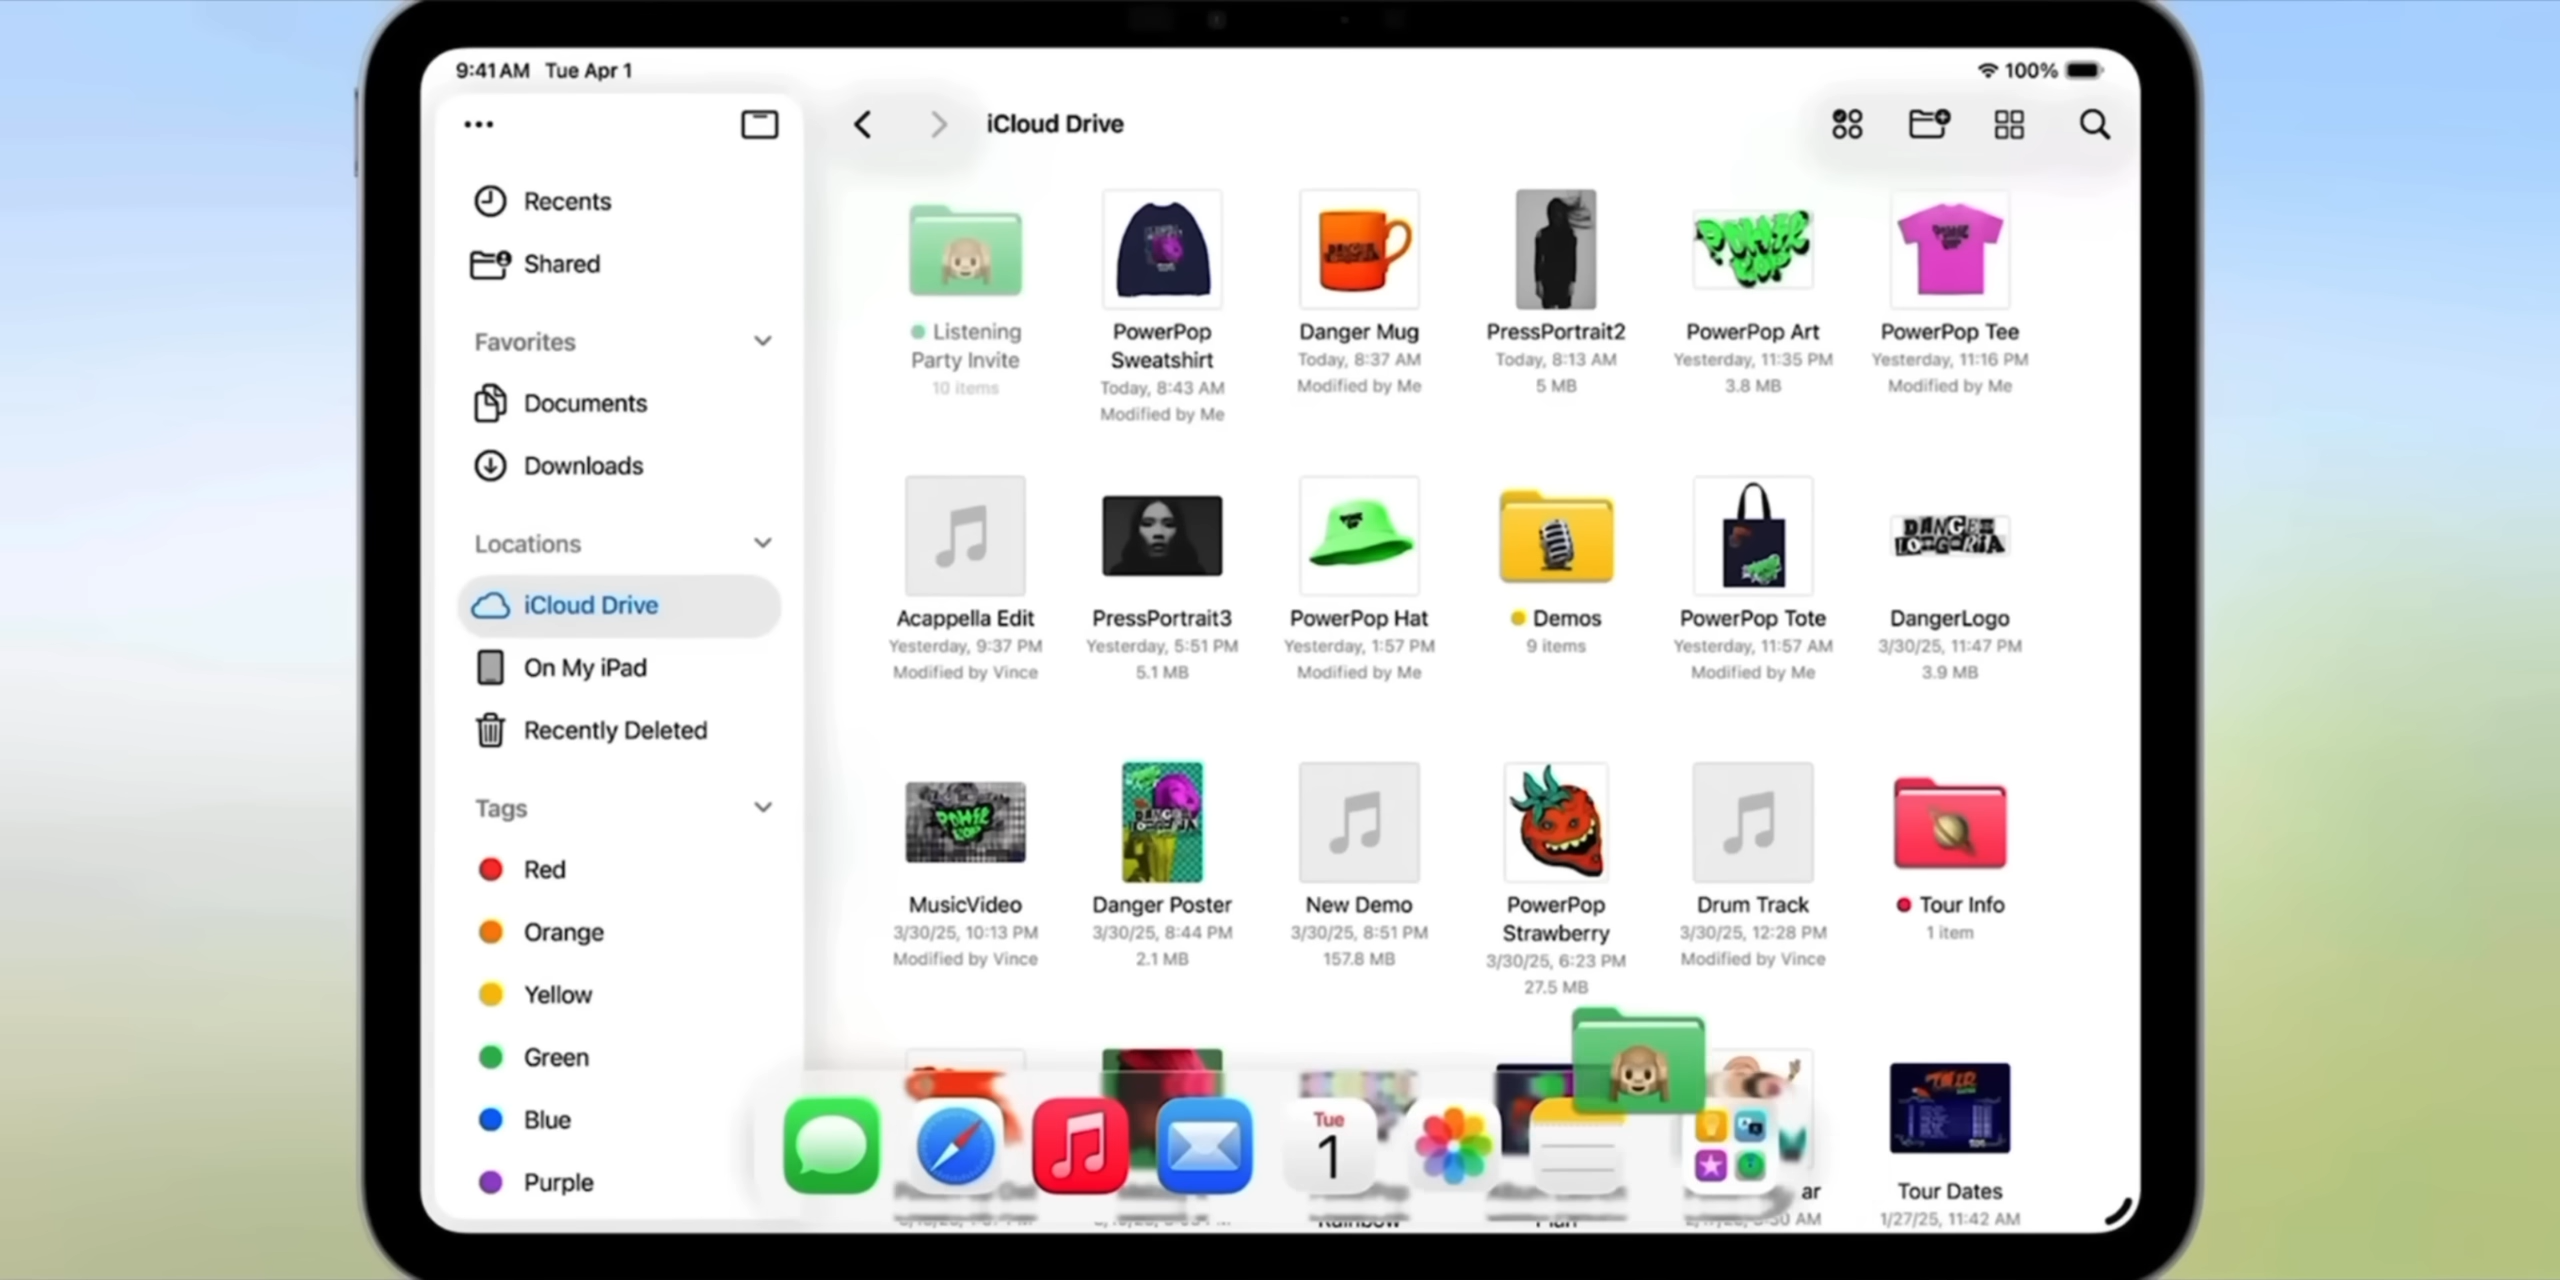 9:41 AM Tue Apr 1
100%
iCloud Drive
Recents
Shared
Favorites
Documents
Downloads
Locations
iCloud Drive
On My iPad
Recently Deleted
Tags
Red
Orange
Yellow
Green
Blue
Purple
Listening
Party Invite
10 items
PowerPop
Sweatshirt
Today, 8:43 AM
Modified by Me
Danger Mug
Today, 8:37 AM
Modified by Me
PressPortrait2
Today, 8:13 AM
5 MB
PowerPop Art
Yesterday, 11:35 PM
3.8 MB
PowerPop Tee
Yesterday, 11:16 PM
Modified by Me
Acappella Edit
Yesterday, 9:37 PM
Modified by Vince
PressPortrait3
Yesterday, 5:51 PM
5.1 MB
PowerPop Hat
Yesterday, 1:57 PM
Modified by Me
Demos
9 items
PowerPop Tote
Yesterday, 11:57 AM
Modified by Me
DangerLogo
3/30/25, 11:47 PM
3.9 MB
MusicVideo
3/30/25, 10:13 PM
Modified by Vince
Danger Poster
3/30/25, 8:44 PM
2.1 MB
New Demo
3/30/25, 8:51 PM
157.8 MB
PowerPop
Strawberry
3/30/25, 6:23 PM
27.5 MB
Drum Track
3/30/25, 12:28 PM
Modified by Vince
Tour Info
1 item
Tue
1
Tour Dates
1/27/25, 11:42 AM